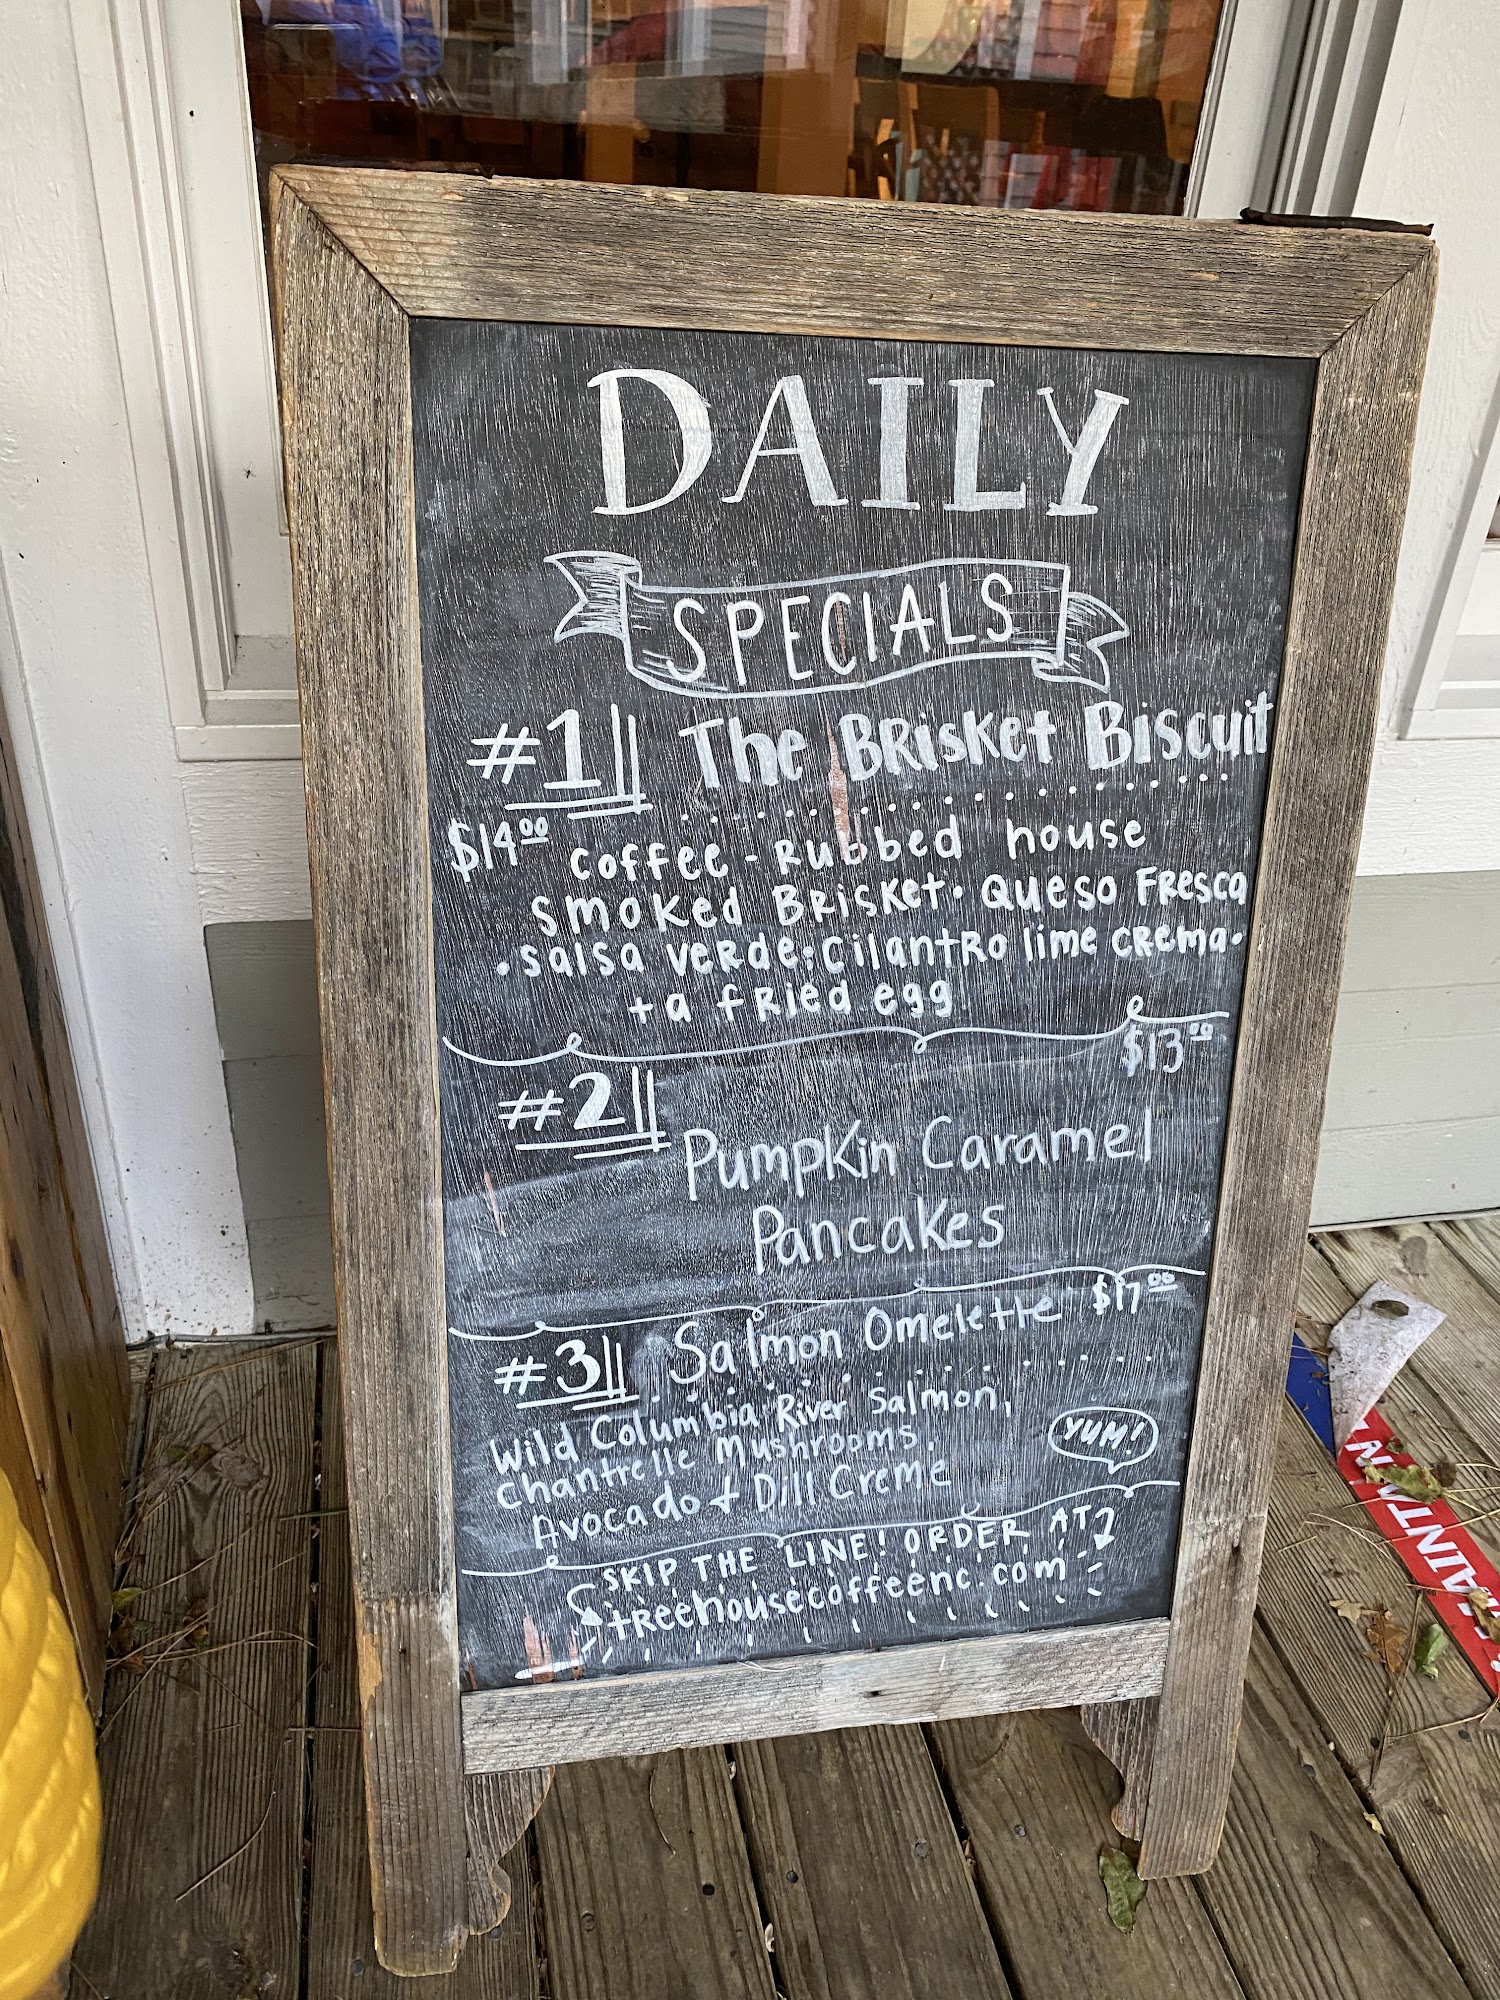 DAILY
SPECIALS
#1 The Brisket Biscuit
$14.00
coffee-rubbed house
smoked Brisket • Queso Fresca
• salsa verde • cilantro lime crema •
+ a fried egg
$13.00
#2
Pumpkin Caramel
Pancakes
#3 Salmon Omelette $17.00
Wild Columbia River Salmon,
Chantrelle Mushrooms,
Avocado + Dill Creme
YUM!
SKIP THE LINE! ORDER AT
treehousecoffeenc.com